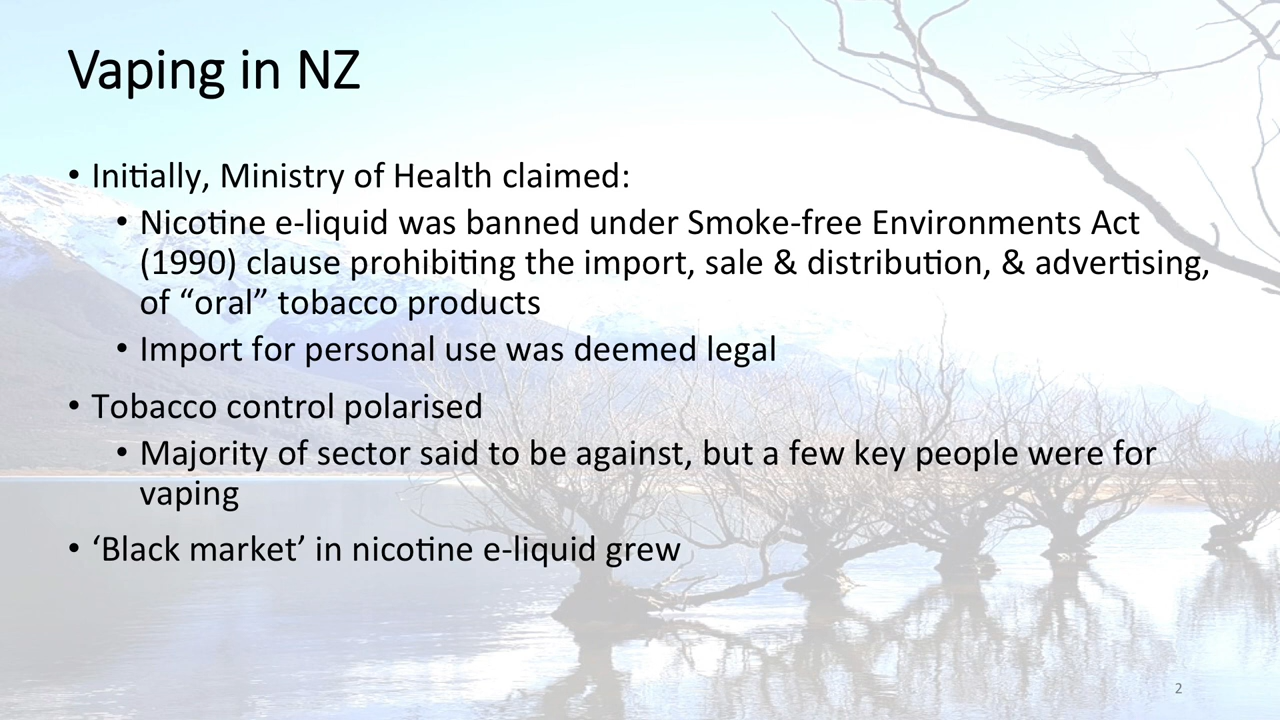 Vaping in NZ
• Initially, Ministry of Health claimed:
• Nicotine e-liquid was banned under Smoke-free Environments Act
(1990) clause prohibiting the import, sale & distribution, & advertising,
of “oral” tobacco products
• Import for personal use was deemed legal
• Tobacco control polarised
• Majority of sector said to be against, but a few key people were for
vaping
• ‘Black market’ in nicotine e-liquid grew
2